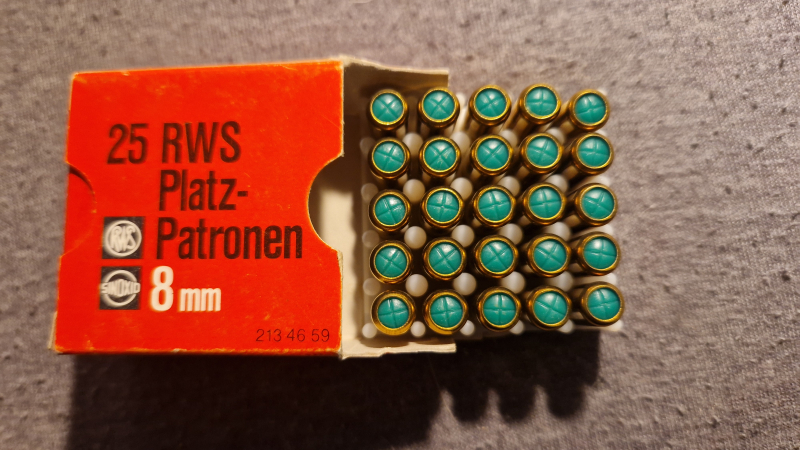 25 RWS
Platz-
Patronen
RWS
SINOXID
8 mm
213 46 59